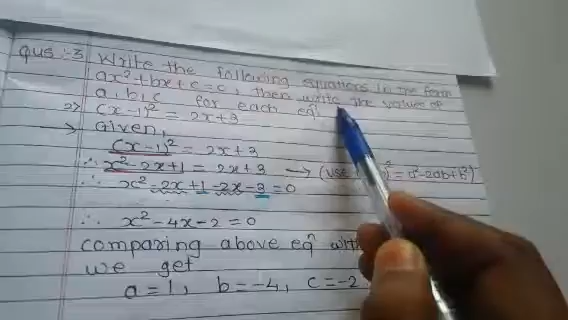 Qus :- 3 Write the following equations in the form
ax² + bx + c = c, then write the values of
a, b, c for each eqⁿ.
2) (x-1)² = 2x+3
→ Given,
(x-1)² = 2x+3
∴ x² - 2x + 1 = 2x + 3 → (use )² = a² - 2ab + b²)
∴ x² - 2x + 1 - 2x - 3 = 0
∴ x² - 4x - 2 = 0
comparing above eqⁿ with
we get
a = 1, b = -4, c = -2